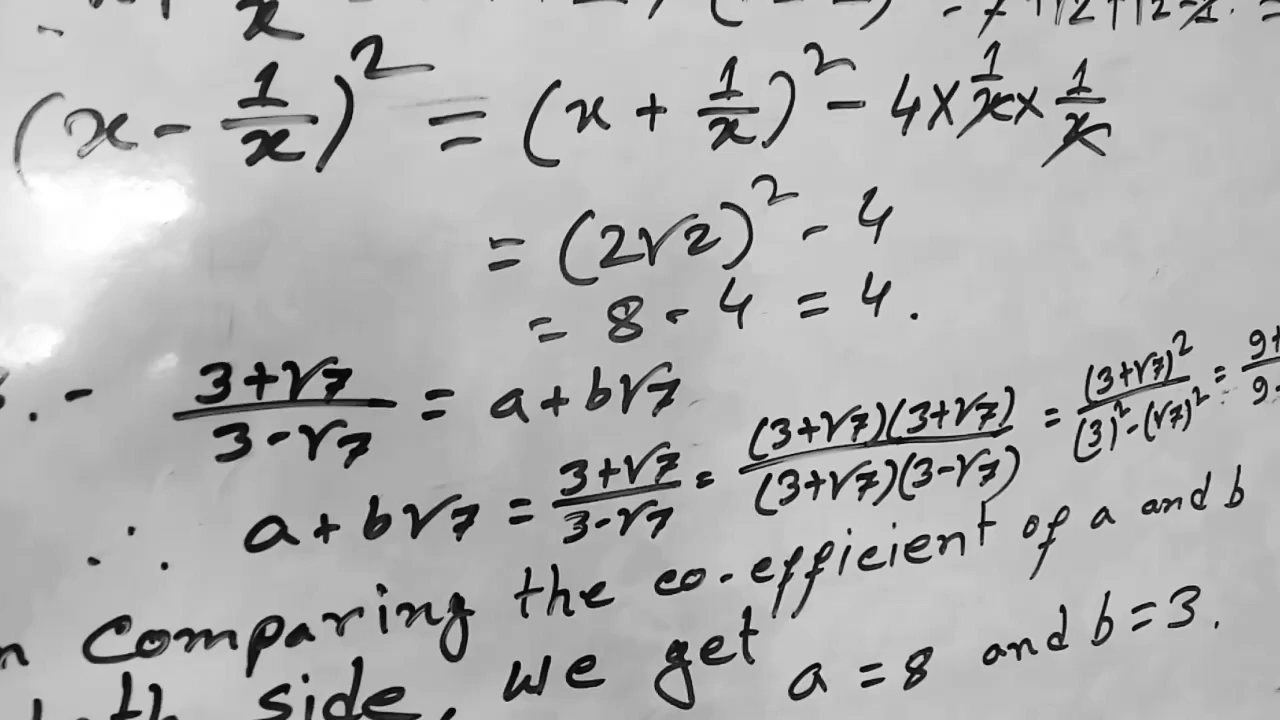 (x - 1/x)² = (x + 1/x)² - 4 × 1/x × 1/x
= (2√2)² - 4
= 8 - 4 = 4.
(3+√7)/(3-√7) = a + b√7
∴ a + b√7 = (3+√7)/(3-√7) = (3+√7)(3+√7)/(3+√7)(3-√7) = (3+√7)²/(3)²-(√7)² =
Comparing the co-efficient of a and b
side, we get a = 8 and b = 3.